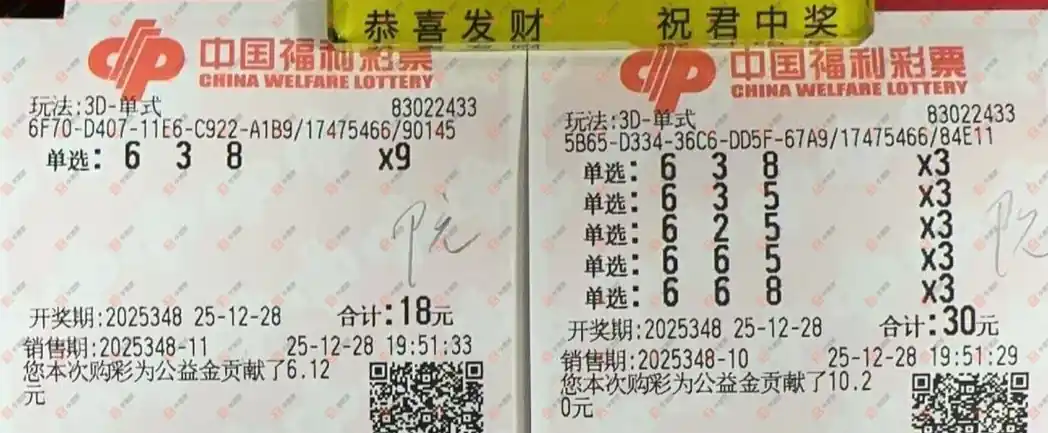 恭喜发财 祝君中奖
中国福利彩票
CHINA WELFARE LOTTERY
玩法:3D-单式 83022433
6F70-D407-11E6-C922-A1B9/17475466/90145
单选: 6 3 8 x9
开奖期:2025348 25-12-28 合计:18元
销售期:2025348-11 25-12-28 19:51:33
您本次购彩为公益金贡献了6.12
元
中国福利彩票
CHINA WELFARE LOTTERY
玩法:3D-单式 83022433
5B65-D334-36C6-DD5F-67A9/17475466/84E11
单选: 6 3 8 x3
单选: 6 3 5 x3
单选: 6 2 5 x3
单选: 6 6 5 x3
单选: 6 6 8 x3
开奖期:2025348 25-12-28 合计:30元
销售期:2025348-10 25-12-28 19:51:29
您本次购彩为公益金贡献了10.2
0元